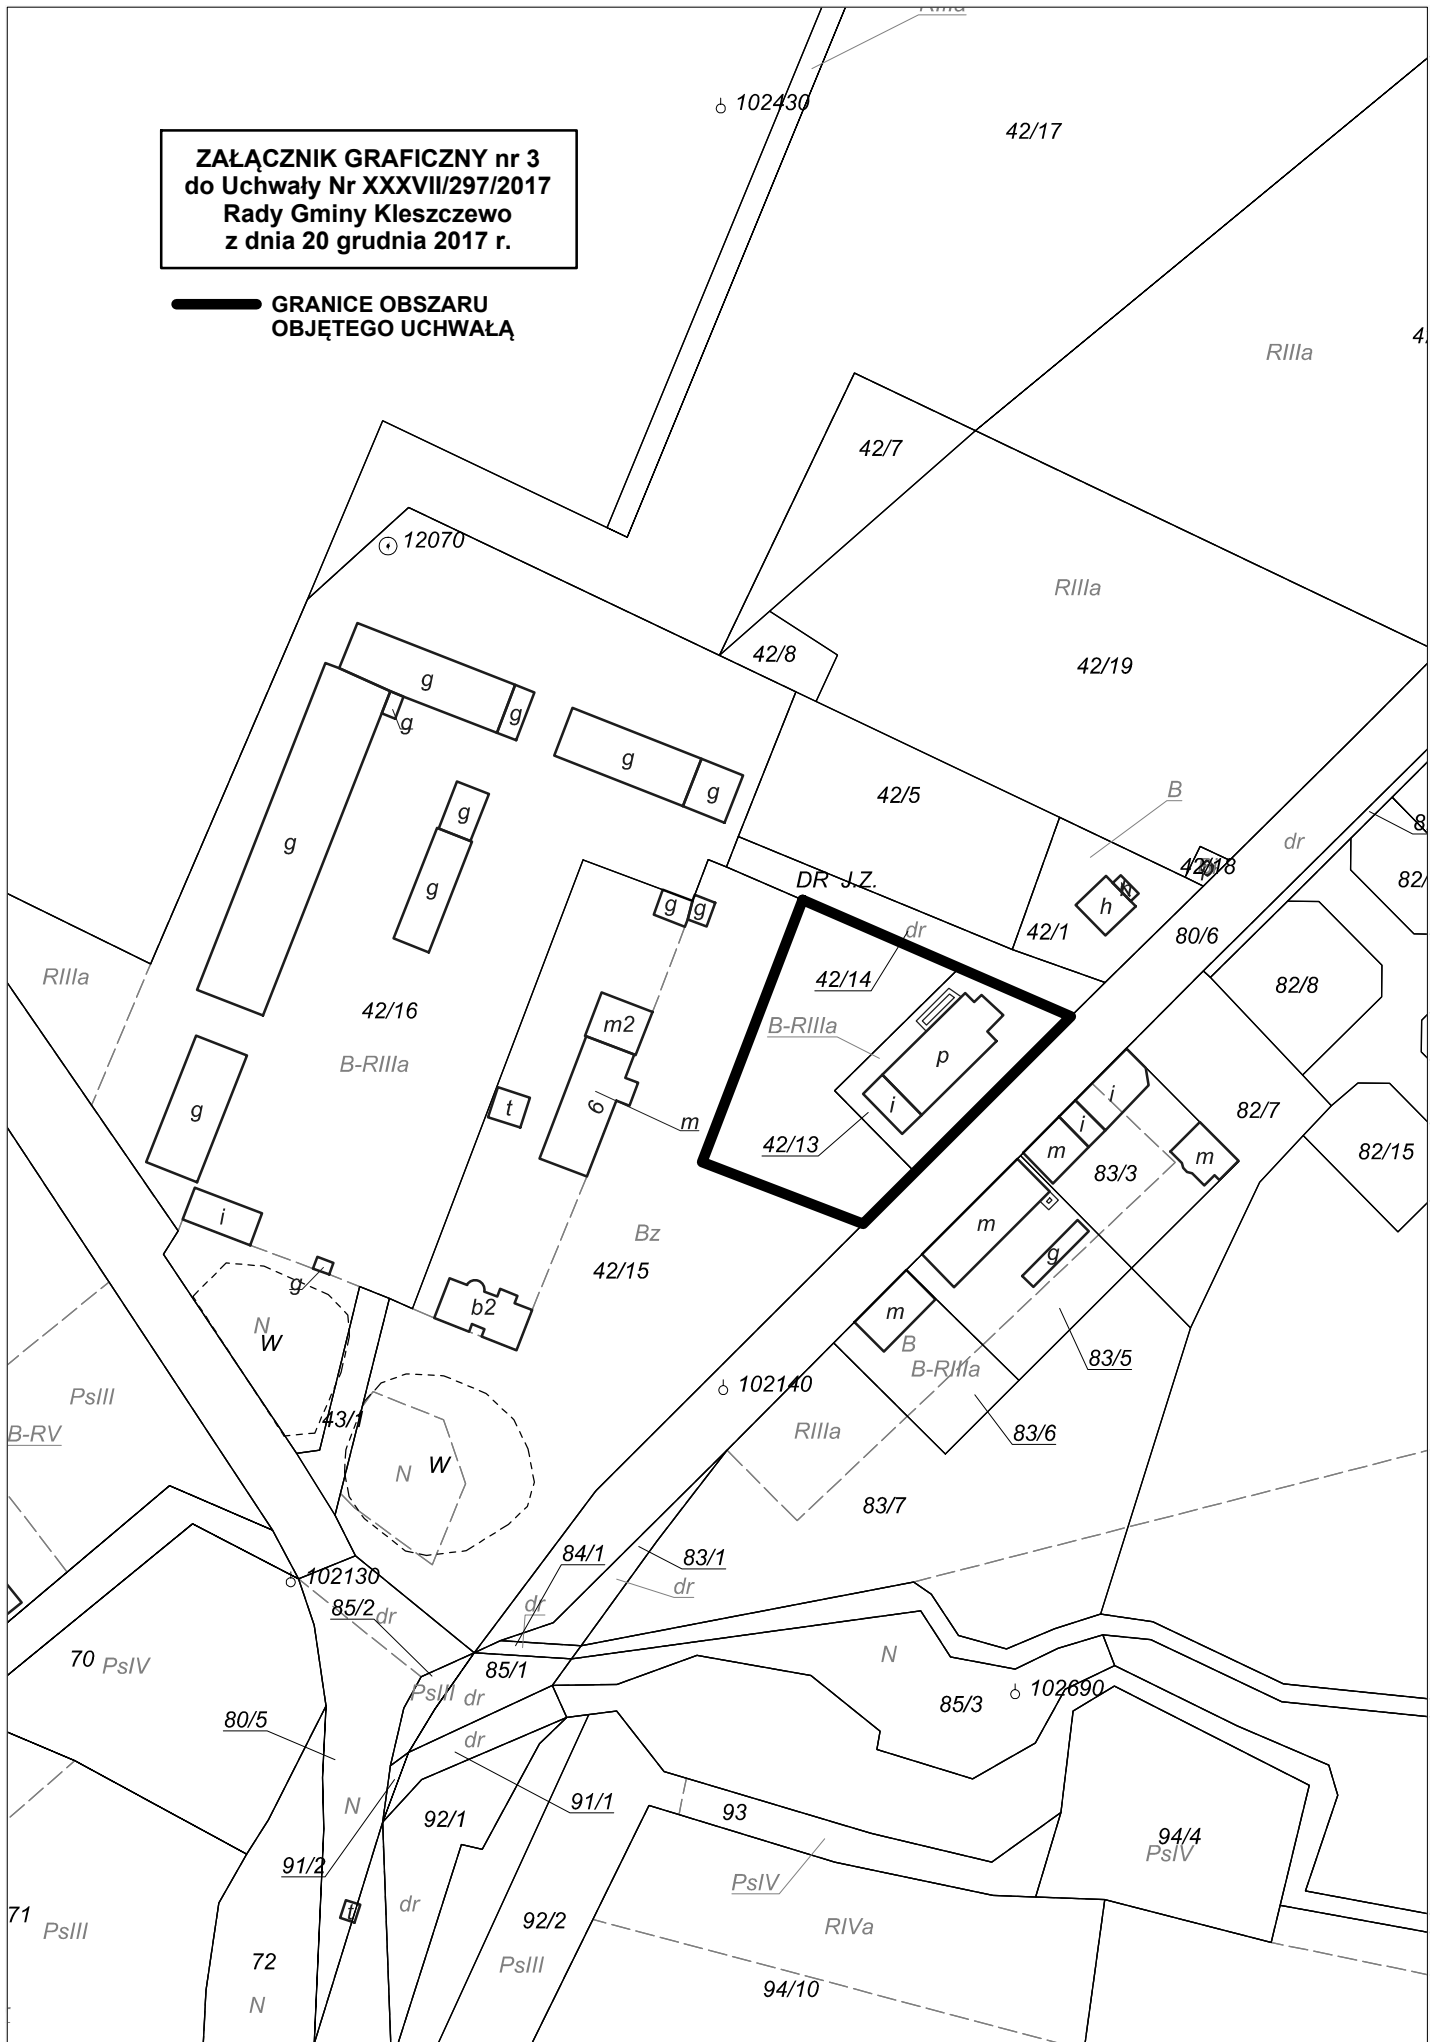 RIIIa
102430
42/17
ZAŁĄCZNIK GRAFICZNY nr 3
do Uchwały Nr XXXVII/297/2017
Rady Gminy Kleszczewo
z dnia 20 grudnia 2017 r.
GRANICE OBSZARU
OBJĘTEGO UCHWAŁĄ
RIIIa
42/7
12070
RIIIa
42/8
42/19
g
g
g
g
g
g
g
g
g
42/5
B
dr
82/
42/18
DR J.Z.
h
h
g
g
42/1
80/6
dr
RIIIa
42/14
82/8
42/16
m2
B-RIIIa
B-RIIIa
p
i
i
i
g
t
6
m
42/13
82/7
m
83/3
m
82/15
i
Bz
m
g
42/15
g
b2
m
N
W
B
B-RIIIa
83/5
PsIII
102140
43/1
RIIIa
83/6
B-RV
N
W
83/7
84/1
83/1
102130
dr
85/2
dr
dr
70
PsIV
85/1
N
PsIII
dr
85/3
102690
80/5
dr
N
91/1
92/1
93
94/4
PsIV
91/2
PsIV
dr
t
71
PsIII
92/2
RIVa
72
PsIII
N
94/10